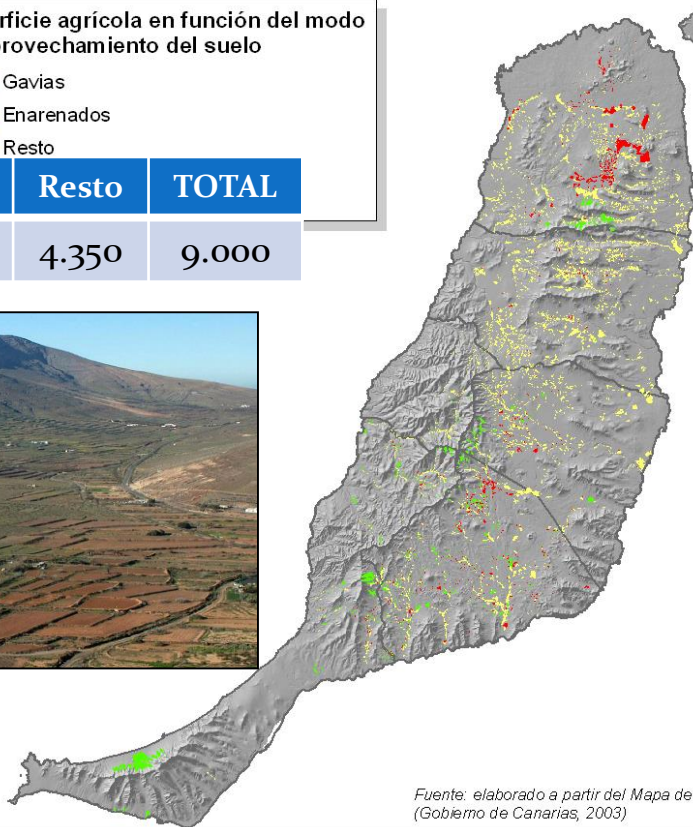 rficie agrícola en función del modo
provechamiento del suelo
Gavias
Enarenados
Resto
Resto TOTAL
4.350 9.000
Fuente: elaborado a partir del Mapa de
(Gobierno de Canarias, 2003)